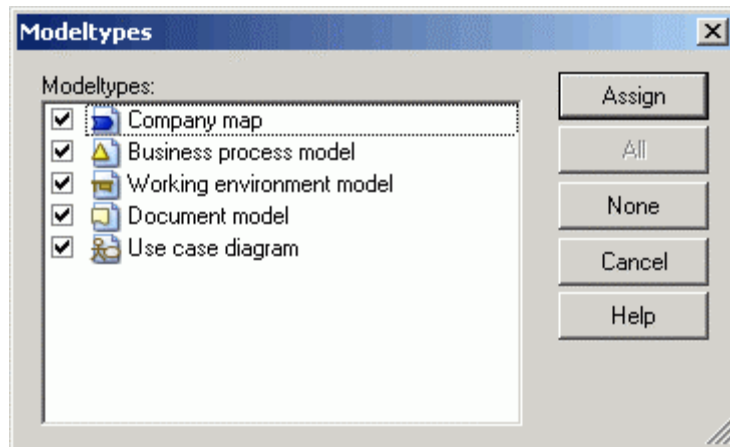 Modeltypes
Modeltypes:
Company map
Business process model
Working environment model
Document model
Use case diagram
Assign
All
None
Cancel
Help